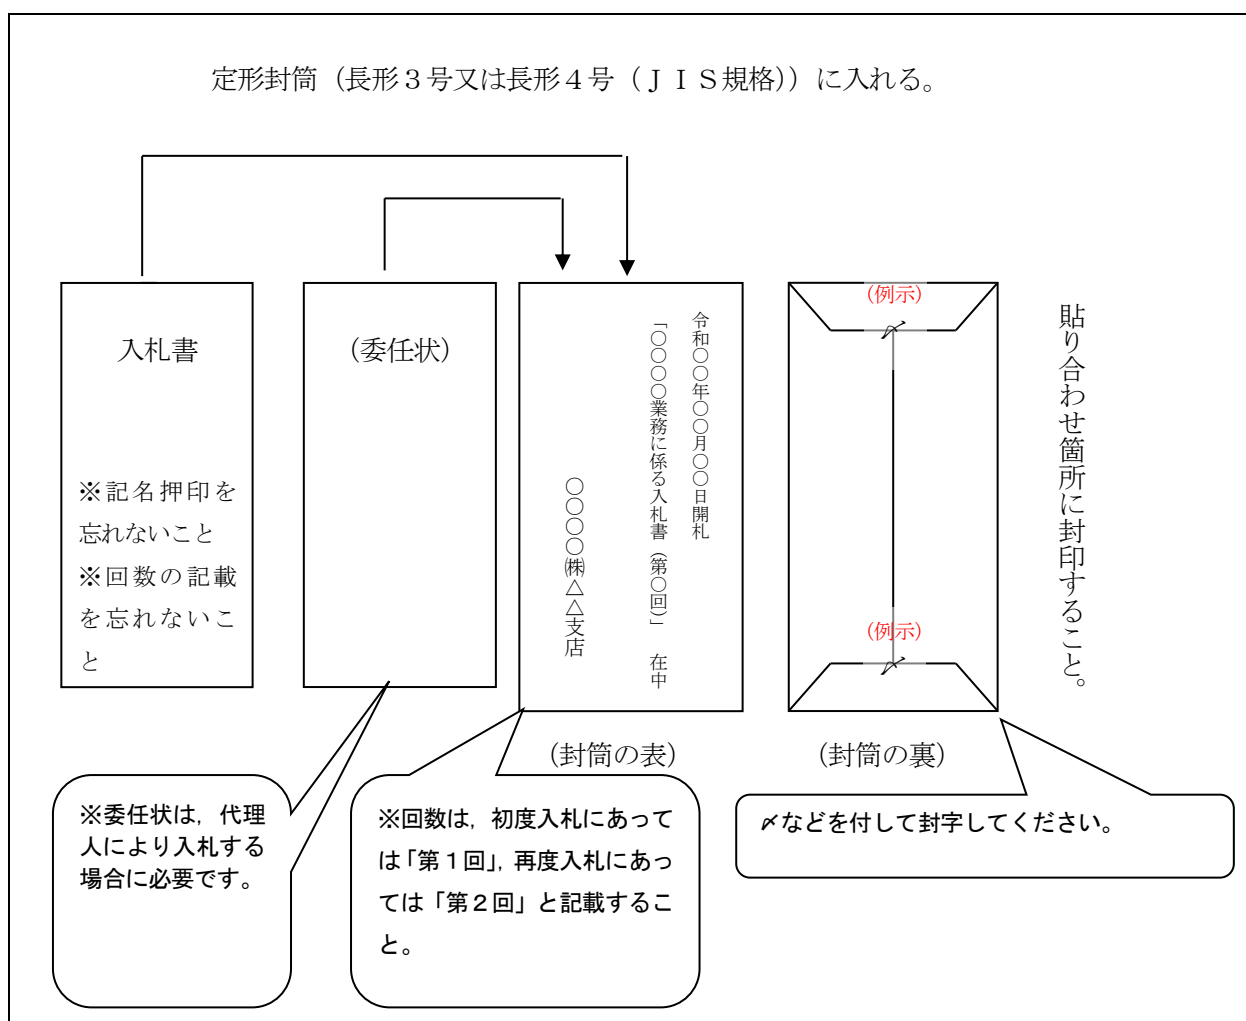 定形封筒（長形３号又は長形４号（ＪＩＳ規格））に入れる。
入札書
※記名押印を
忘れないこと
※回数の記載
を忘れないこ
と
（委任状）
令和〇〇年〇〇月〇〇日開札
「〇〇〇〇業務に係る入札書（第〇回）」　在中
〇〇〇〇㈱△△支店
（例示）
〆
（例示）
〆
貼り合わせ箇所に封印すること。
（封筒の表）
（封筒の裏）
※委任状は，代理
人により入札する
場合に必要です。
※回数は，初度入札にあって
は「第１回」，再度入札にあっ
ては「第２回」と記載するこ
と。
〆などを付して封字してください。